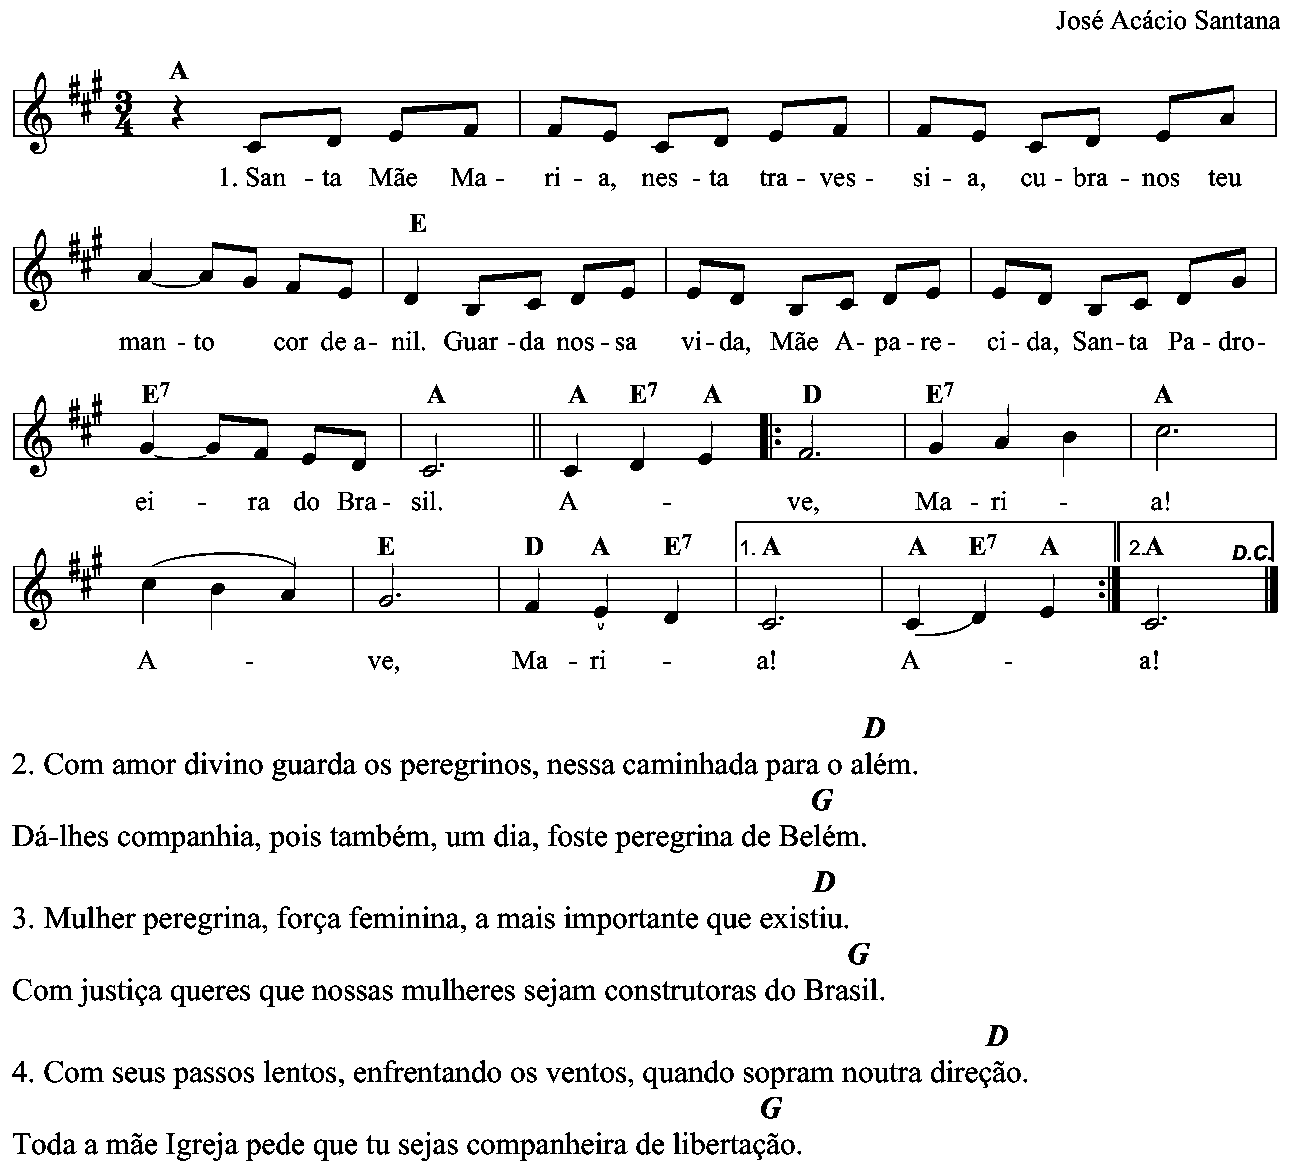 José Acácio Santana
A
3
4
1. San - ta Mãe Ma - ri - a, nes - ta tra - ves - si - a, cu - bra - nos teu
E
man - to cor de a - nil. Guar - da nos - sa vi - da, Mãe A - pa - re - ci - da, San - ta Pa - dro -
E7 A A E7 A D E7 A
ei - ra do Bra - sil. A - ve, Ma - ri - a!
E D A E7 1. A A E7 A 2. A D.C.
A - ve, Ma - ri - a! A - a!
D
2. Com amor divino guarda os peregrinos, nessa caminhada para o além.
G
Dá-lhes companhia, pois também, um dia, foste peregrina de Belém.
D
3. Mulher peregrina, força feminina, a mais importante que existiu.
G
Com justiça queres que nossas mulheres sejam construtoras do Brasil.
D
4. Com seus passos lentos, enfrentando os ventos, quando sopram noutra direção.
G
Toda a mãe Igreja pede que tu sejas companheira de libertação.